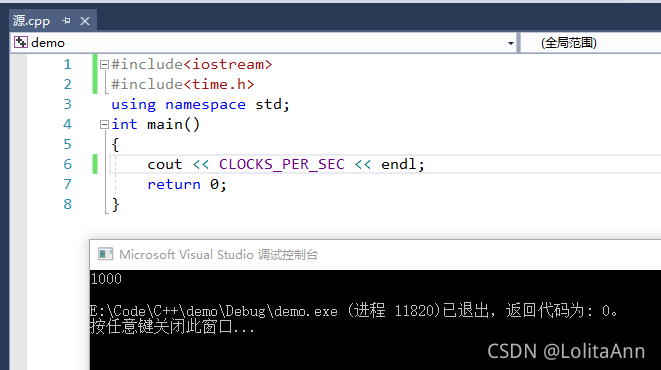 源.cpp
demo
(全局范围)
1 #include<iostream>
2 #include<time.h>
3 using namespace std;
4 int main()
5 {
6 cout << CLOCKS_PER_SEC << endl;
7 return 0;
8 }
Microsoft Visual Studio 调试控制台
1000
E:\Code\C++\demo\Debug\demo.exe (进程 11820)已退出，返回代码为: 0。
按任意键关闭此窗口...
CSDN @LolitaAnn